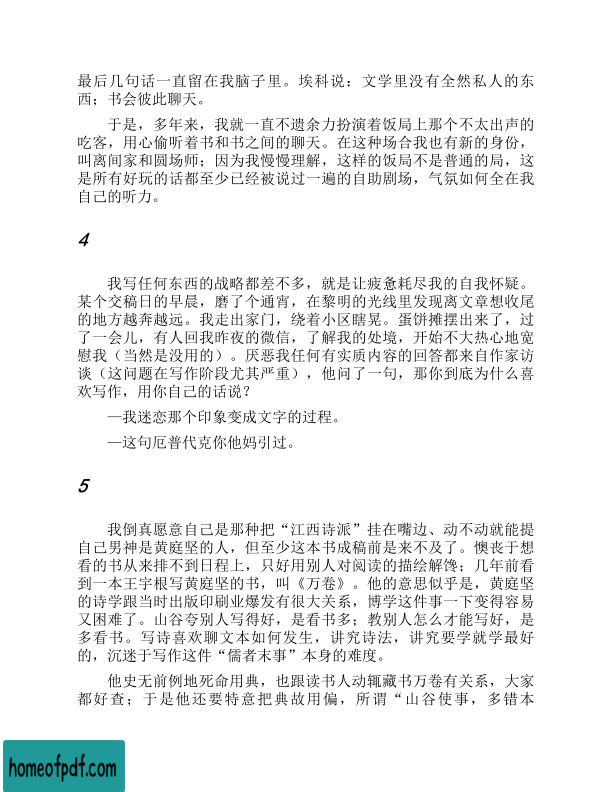 最后几句话一直留在我脑子里。埃科说：文学里没有全然私人的东
西；书会彼此聊天。
于是，多年来，我就一直不遗余力扮演着饭局上那个不太出声的
吃客，用心偷听着书和书之间的聊天。在这种场合我也有新的身份，
叫离间家和圆场师；因为我慢慢理解，这样的饭局不是普通的局，这
是所有好玩的话都至少已经被说过一遍的自助剧场，气氛如何全在我
自己的听力。
4
我写任何东西的战略都差不多，就是让疲惫耗尽我的自我怀疑。
某个交稿日的早晨，磨了个通宵，在黎明的光线里发现离文章想收尾
的地方越奔越远。我走出家门，绕着小区瞎晃。蛋饼摊摆出来了，过
了一会儿，有人回我昨夜的微信，了解我的处境，开始不大热心地宽
慰我（当然是没用的）。厌恶我任何有实质内容的回答都来自作家访
谈（这问题在写作阶段尤其严重），他问了一句，那你到底为什么喜
欢写作，用你自己的话说？
—我迷恋那个印象变成文字的过程。
—这句厄普代克你他妈引过。
5
我倒真愿意自己是那种把“江西诗派”挂在嘴边、动不动就能提
自己男神是黄庭坚的人，但至少这本书成稿前是来不及了。懊丧于想
看的书从来排不到日程上，只好用别人对阅读的描绘解馋；几年前看
到一本王宇根写黄庭坚的书，叫《万卷》。他的意思似乎是，黄庭坚
的诗学跟当时出版印刷业爆发有很大关系，博学这件事一下变得容易
又困难了。山谷夸别人写得好，是看书多；教别人怎么才能写好，是
多看书。写诗喜欢聊文本如何发生，讲究诗法，讲究要学就学最好
的，沉迷于写作这件“儒者末事”本身的难度。
他史无前例地死命用典，也跟读书人动辄藏书万卷有关系，大家
都好查；于是他还要特意把典故用偏，所谓“山谷使事，多错本
homeofpdf.com